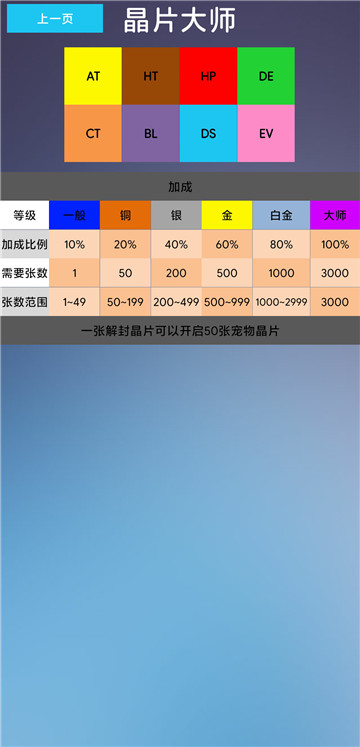 上一页
晶片大师
AT HT HP DE
CT BL DS EV
加成
等级 一般 铜 银 金 白金 大师
加成比例 10% 20% 40% 60% 80% 100%
需要张数 1 50 200 500 1000 3000
张数范围 1~49 50~199 200~499 500~999 1000~2999 3000
一张解封晶片可以开启50张宠物晶片